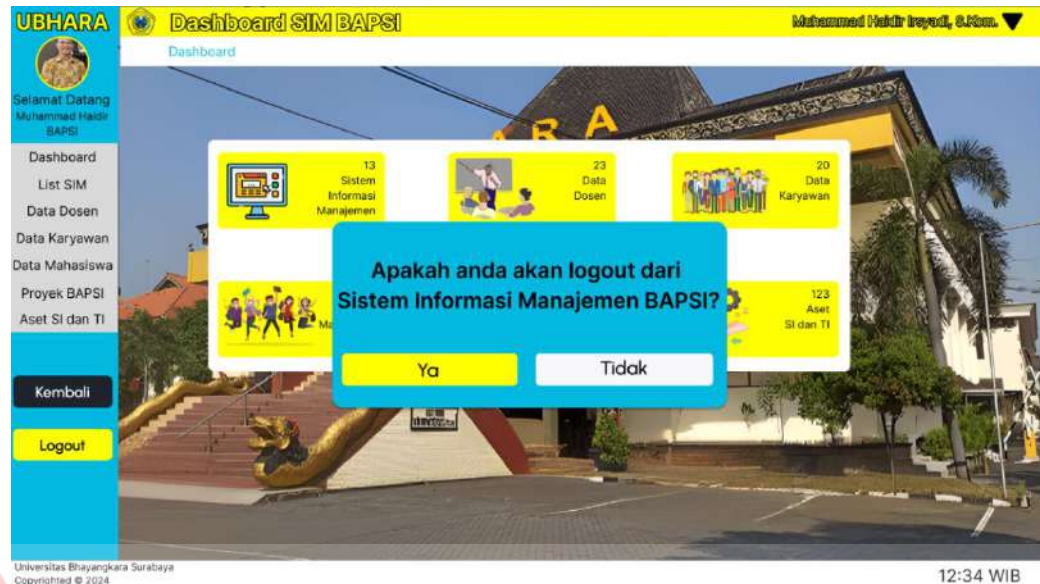 UBHARA
Dashboard SIM BAPSI
Muhammad Haidir Irsyadi, S.Kom.
Dashboard
Selamat Datang
Muhammad Haidir
BAPSI
Dashboard
List SIM
Data Dosen
Data Karyawan
Data Mahasiswa
Proyek BAPSI
Aset SI dan TI
Kembali
Logout
ARA
13
Sistem
Informasi
Manajemen
23
Data
Dosen
20
Data
Karyawan
Ma
123
Aset
SI dan TI
Apakah anda akan logout dari
Sistem Informasi Manajemen BAPSI?
Ya
Tidak
Universitas Bhayangkara Surabaya
Copyrighted © 2024
12:34 WIB